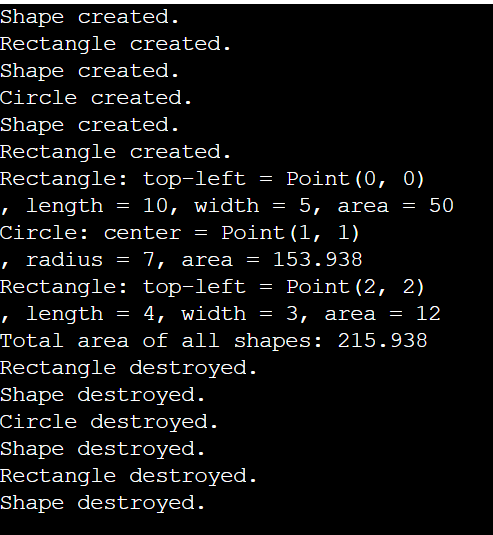 Shape created.
Rectangle created.
Shape created.
Circle created.
Shape created.
Rectangle created.
Rectangle: top-left = Point(0, 0)
, length = 10, width = 5, area = 50
Circle: center = Point(1, 1)
, radius = 7, area = 153.938
Rectangle: top-left = Point(2, 2)
, length = 4, width = 3, area = 12
Total area of all shapes: 215.938
Rectangle destroyed.
Shape destroyed.
Circle destroyed.
Shape destroyed.
Rectangle destroyed.
Shape destroyed.